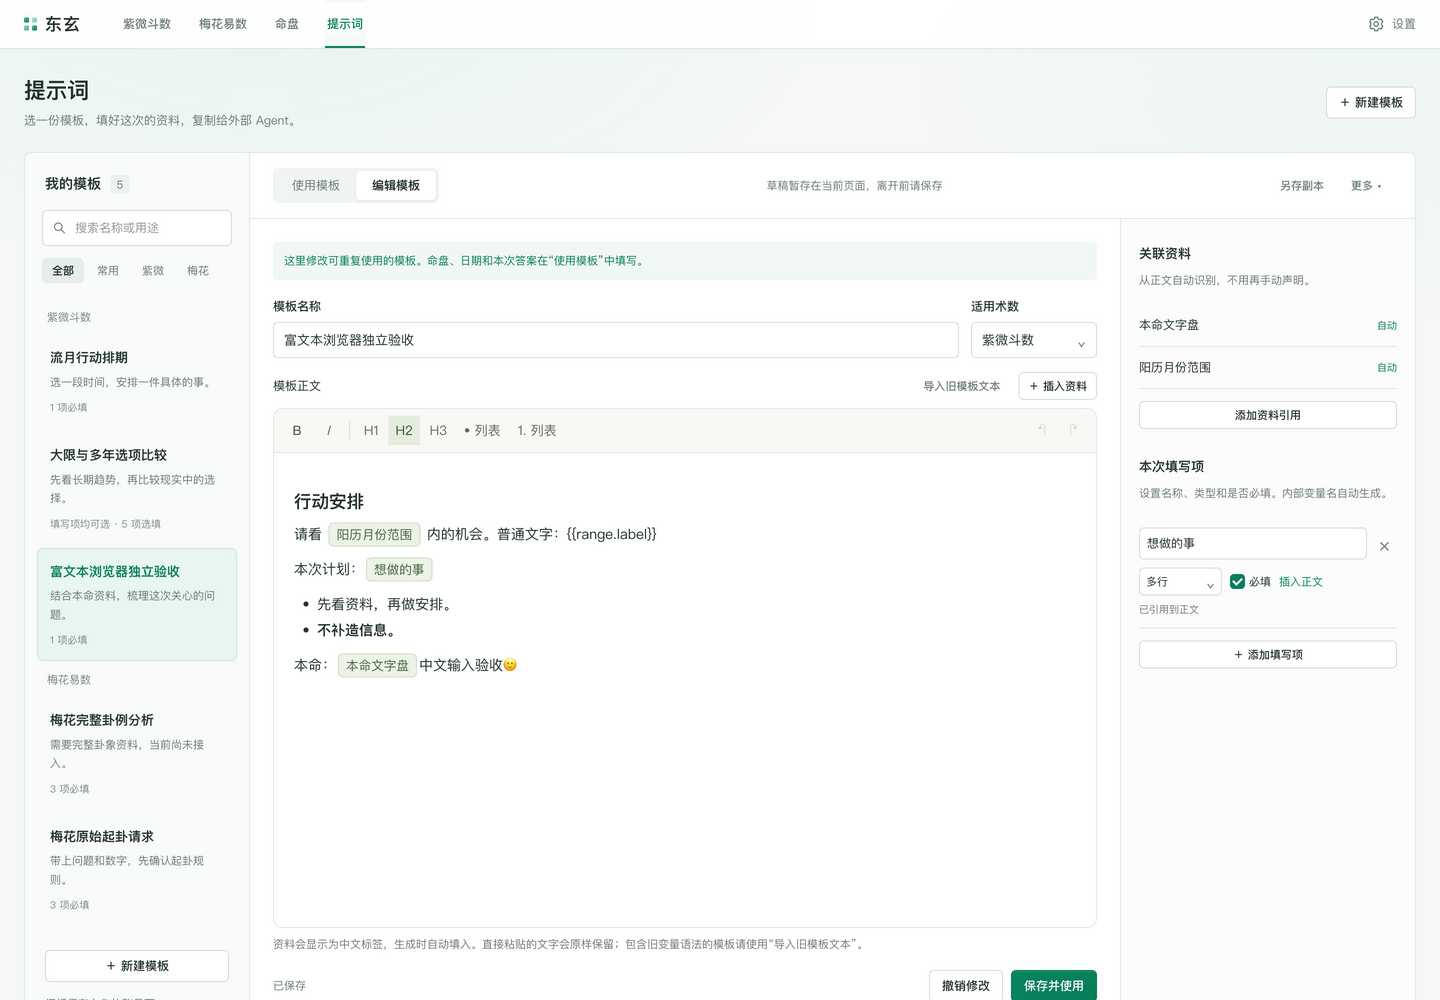 东玄
紫微斗数
梅花易数
命盘
提示词
设置
提示词
选一份模板，填好这次的资料，复制给外部 Agent。
+ 新建模板
我的模板 5
搜索名称或用途
全部 常用 紫微 梅花
紫微斗数
流月行动排期
选一段时间，安排一件具体的事。
1 项必填
大限与多年选项比较
先看长期趋势，再比较现实中的选
择。
填写项均可选 · 5 项选填
富文本浏览器独立验收
结合本命资料，梳理这次关心的问
题。
1 项必填
梅花易数
梅花完整卦例分析
需要完整卦象资料，当前尚未接
入。
3 项必填
梅花原始起卦请求
带上问题和数字，先确认起卦规
则。
3 项必填
+ 新建模板
使用模板 编辑模板
草稿暂存在当前页面，离开前请保存
另存副本
更多
这里修改可重复使用的模板。命盘、日期和本次答案在“使用模板”中填写。
模板名称
富文本浏览器独立验收
适用术数
紫微斗数
模板正文
导入旧模板文本
+ 插入资料
B I H1 H2 H3 • 列表 1. 列表
行动安排
请看 阳历月份范围 内的机会。普通文字：{{range.label}}
本次计划： 想做的事
• 先看资料，再做安排。
• 不补造信息。
本命： 本命文字盘 中文输入验收😀
资料会显示为中文标签，生成时自动填入。直接粘贴的文字会原样保留；包含旧变量语法的模板请使用“导入旧模板文本”。
已保存
撤销修改
保存并使用
关联资料
从正文自动识别，不用再手动声明。
本命文字盘 自动
阳历月份范围 自动
添加资料引用
本次填写项
设置名称、类型和是否必填。内部变量名自动生成。
想做的事
多行 必填 插入正文
已引用到正文
+ 添加填写项